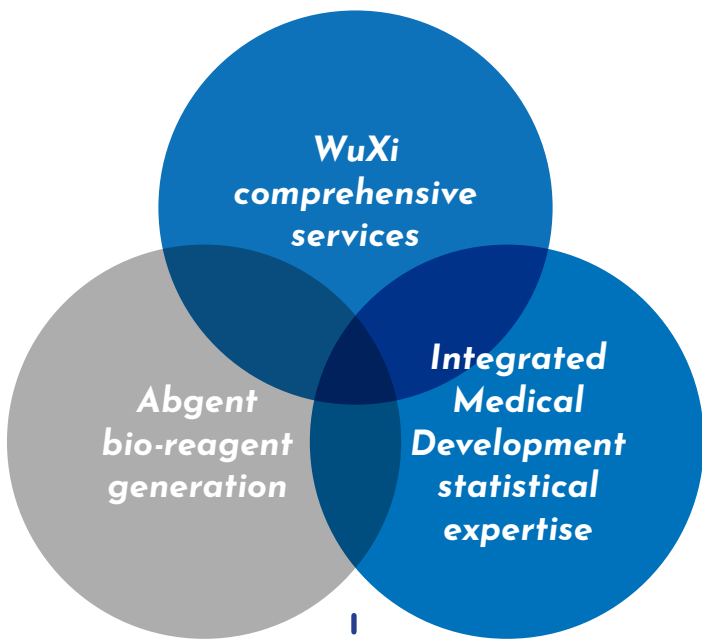 WuXi
comprehensive
services
Abgent
bio-reagent
generation
Integrated
Medical
Development
statistical
expertise